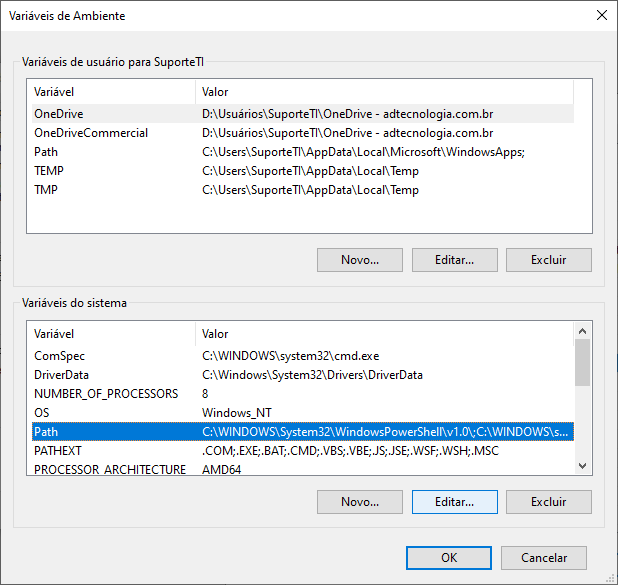 Variáveis de Ambiente
Variáveis de usuário para SuporteTI
Variável Valor
OneDrive D:\Usuários\SuporteTI\OneDrive - adtecnologia.com.br
OneDriveCommercial D:\Usuários\SuporteTI\OneDrive - adtecnologia.com.br
Path C:\Users\SuporteTI\AppData\Local\Microsoft\WindowsApps;
TEMP C:\Users\SuporteTI\AppData\Local\Temp
TMP C:\Users\SuporteTI\AppData\Local\Temp
Novo... Editar... Excluir
Variáveis do sistema
Variável Valor
ComSpec C:\WINDOWS\system32\cmd.exe
DriverData C:\Windows\System32\Drivers\DriverData
NUMBER_OF_PROCESSORS 8
OS Windows_NT
Path C:\WINDOWS\System32\WindowsPowerShell\v1.0\;C:\WINDOWS\s...
PATHEXT .COM;.EXE;.BAT;.CMD;.VBS;.VBE;.JS;.JSE;.WSF;.WSH;.MSC
PROCESSOR_ARCHITECTURE AMD64
Novo... Editar... Excluir
OK Cancelar